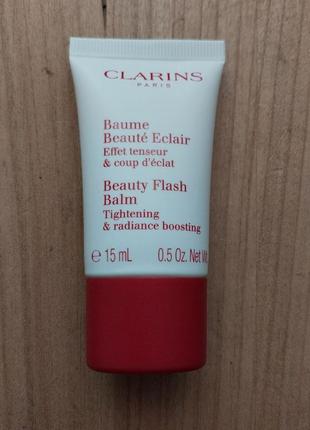 CLARINS
PARIS
Baume
Beauté Eclair
Effet tenseur
& coup d'éclat
Beauty Flash
Balm
Tightening
& radiance boosting
℮ 15 mL 0.5 Oz. Net Wt.